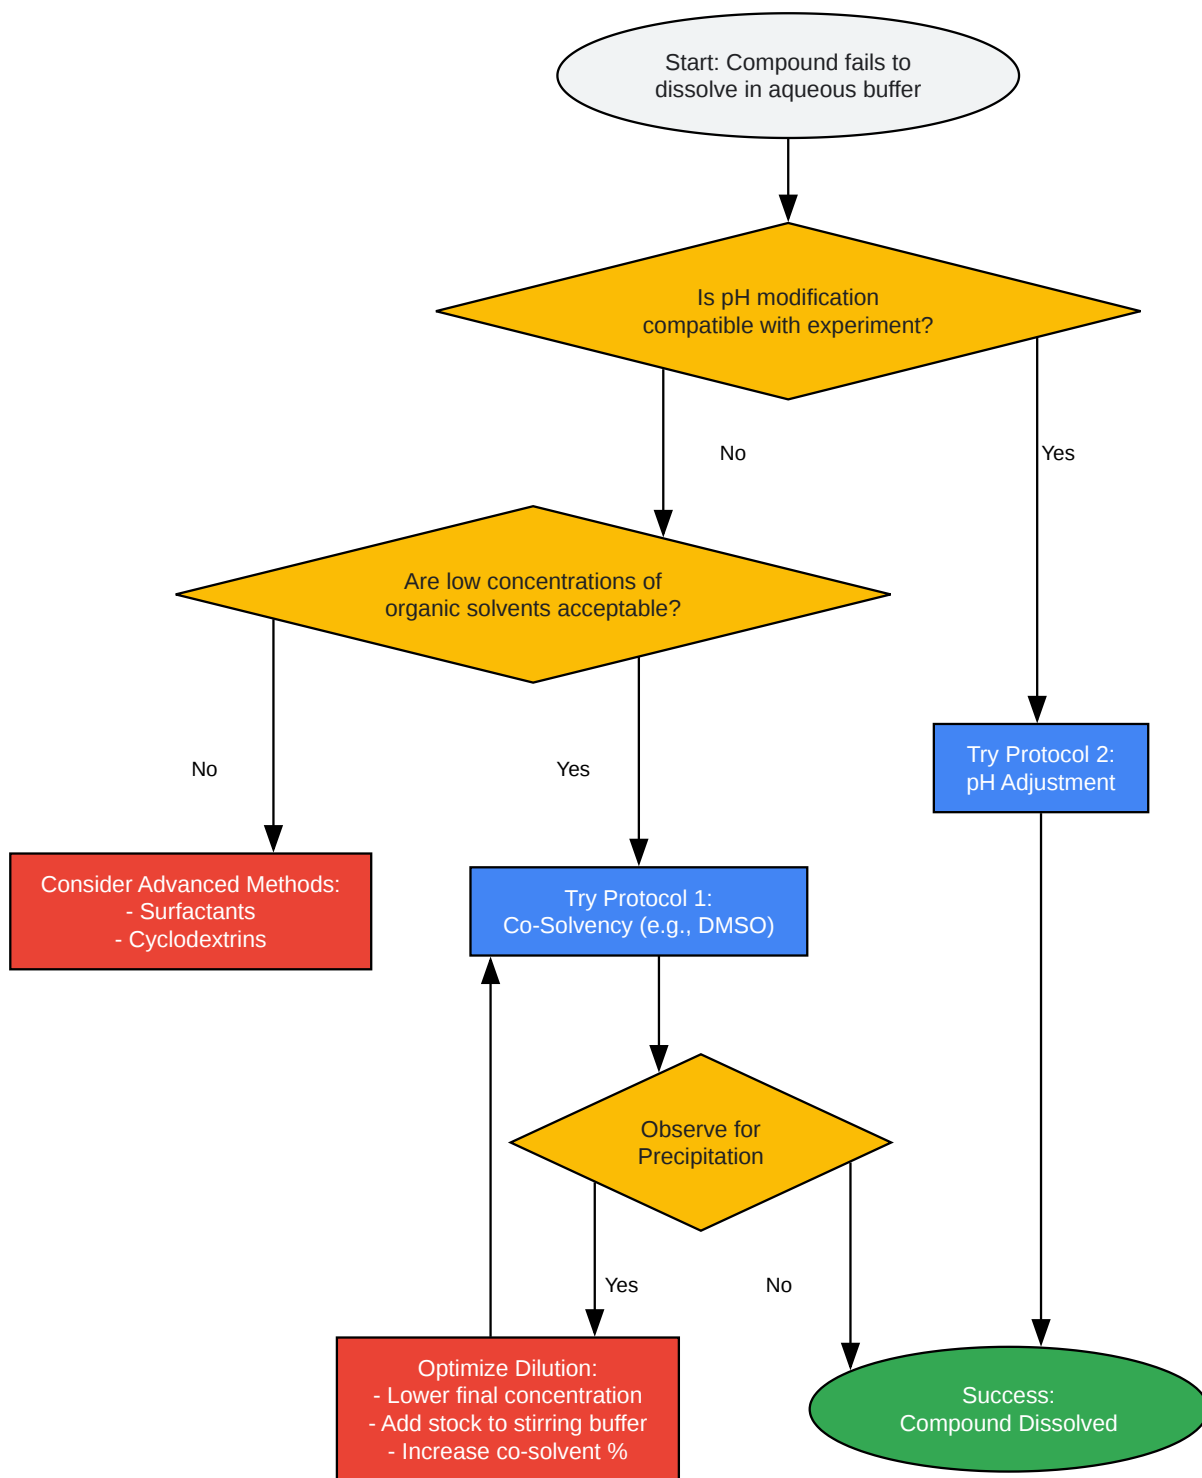 Start: Compound fails to
dissolve in aqueous buffer
Is pH modification
compatible with experiment?
No
Yes
Are low concentrations of
organic solvents acceptable?
No
Yes
Try Protocol 2:
pH Adjustment
Consider Advanced Methods:
- Surfactants
- Cyclodextrins
Try Protocol 1:
Co-Solvency (e.g., DMSO)
Observe for
Precipitation
Yes
No
Optimize Dilution:
- Lower final concentration
- Add stock to stirring buffer
- Increase co-solvent %
Success:
Compound Dissolved